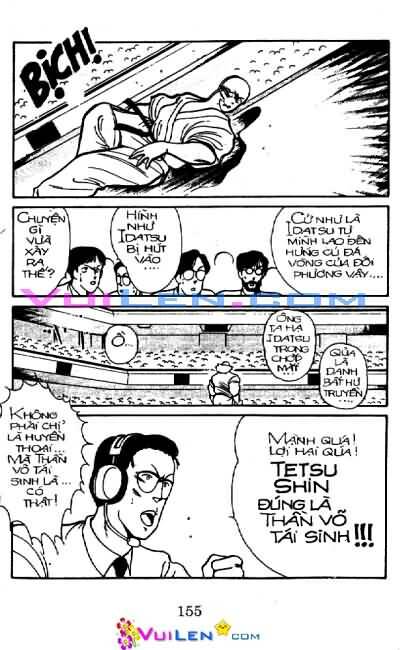 BỊCH!
CHUYỆN
GÌ
VỪA
XẢY
RA
THẾ?
HÌNH
NHƯ
IDATSU
BỊ HÚT
VÀO
....
CỨ NHƯ LÀ
IDATSU TỰ
MÌNH LAO ĐẾN
HỨNG CÚ ĐÁ
VÒNG CỦA ĐỐI
PHƯƠNG VẬY....
VUILEN.COM
Ồ...
ÔNG
TA HẠ
IDATSU
TRONG
CHỚP
MẮT
....
QUẢ
LÀ
DANH
BẤT HƯ
TRUYỀN
....
KHÔNG
PHẢI CHỈ
LÀ HUYỀN
THOẠI...
MÀ THẦN
VÕ TÁI
SINH LÀ...
CÓ
THẬT!
MẠNH QUÁ!
LỢI HẠI QUÁ!
TETSU
SHIN
ĐÚNG LÀ
THẦN VÕ
TÁI SINH!!!
155
VUILEN.COM